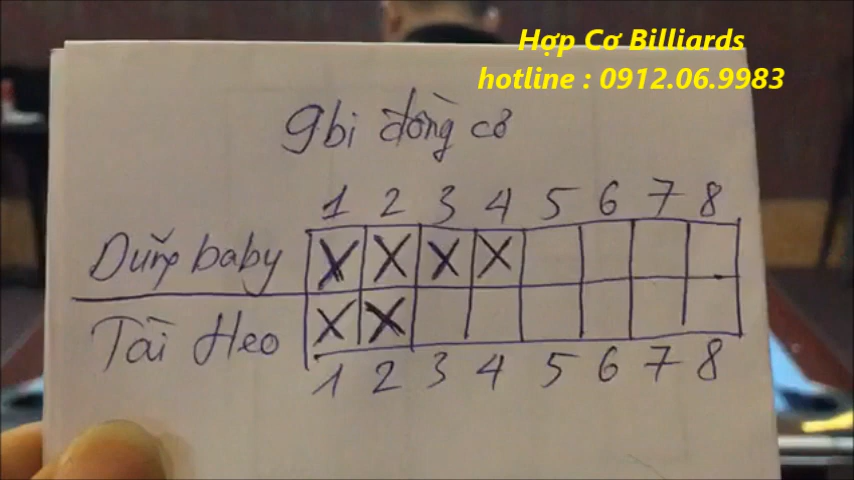 Hợp Cơ Billiards
hotline : 0912.06.9983
9bi đồng cơ
1 2 3 4 5 6 7 8
Dũng baby X X X X
Tài Heo X X
1 2 3 4 5 6 7 8